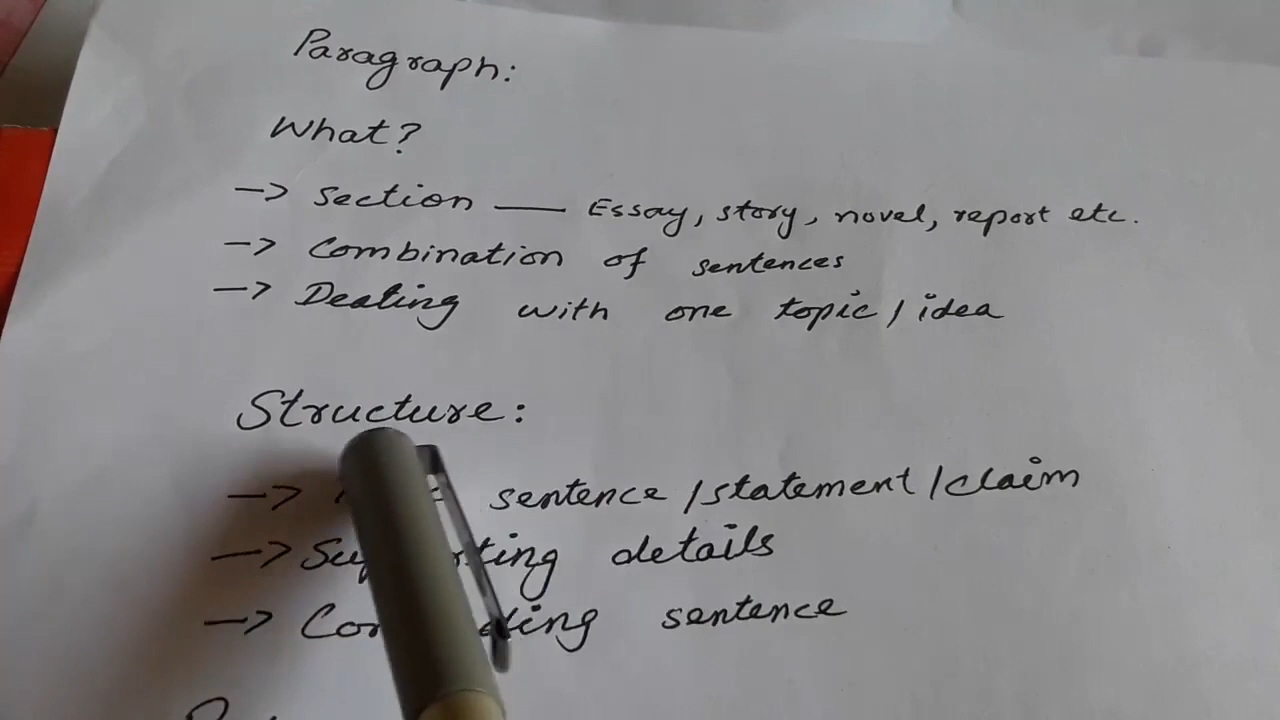 Paragraph:
What?
-> Section — Essay, story, novel, report etc.
-> Combination of sentences
-> Dealing with one topic/idea
Structure:
-> sentence/statement/claim
-> details
-> sentence